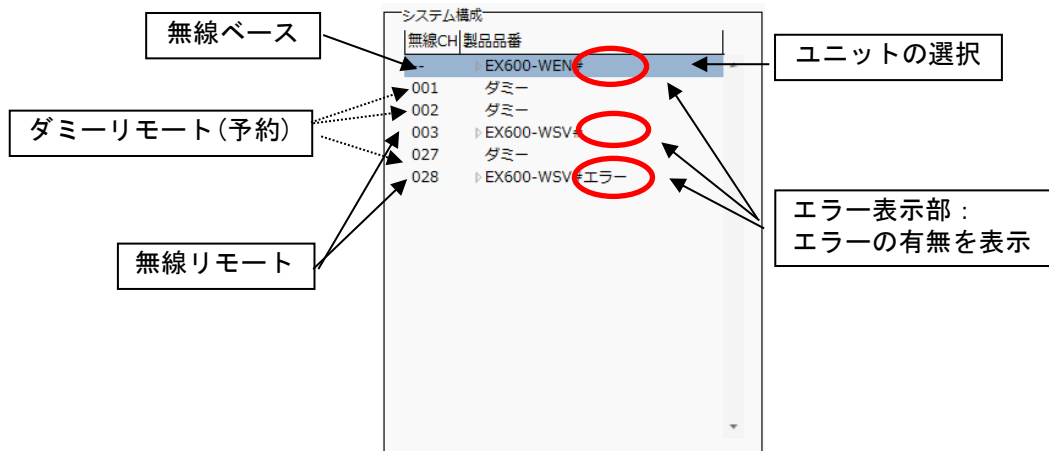 システム構成
無線CH 製品品番
-- EX600-WEN#
001 ダミー
002 ダミー
003 EX600-WSV#
027 ダミー
028 EX600-WSV#エラー
無線ベース
ダミーリモート(予約)
無線リモート
ユニットの選択
エラー表示部：
エラーの有無を表示